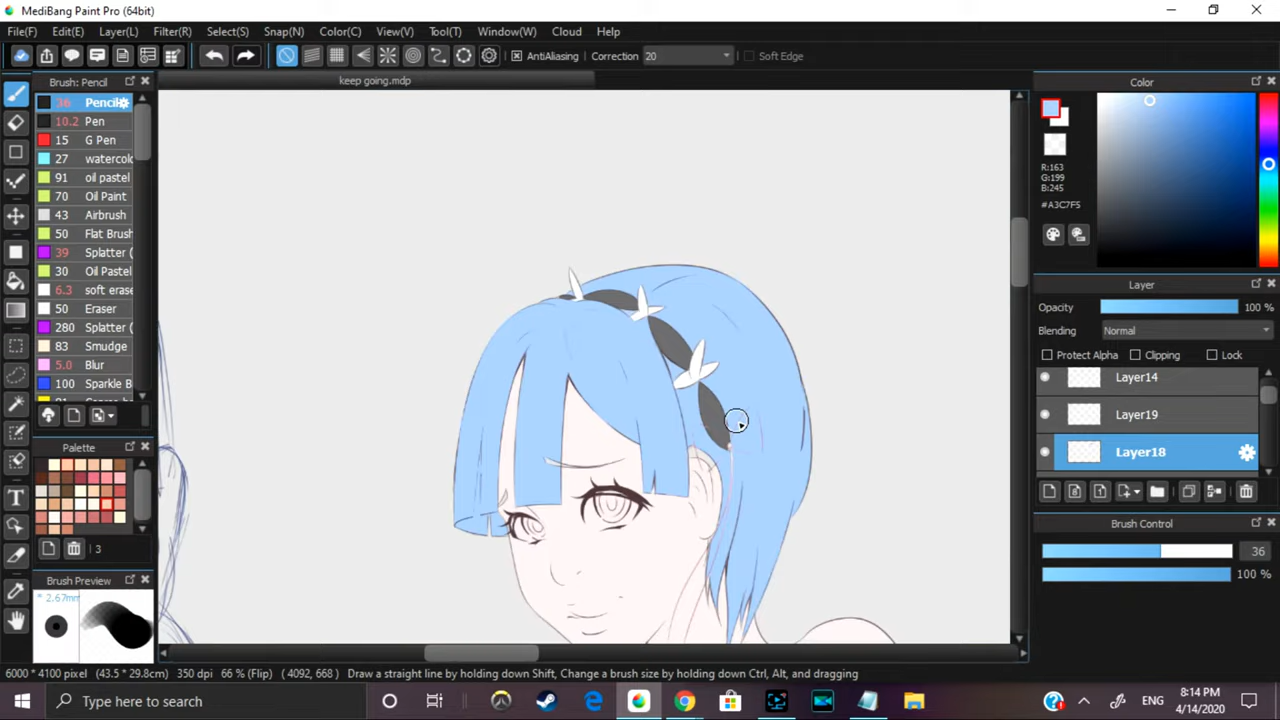 MediBang Paint Pro (64bit)
File(F) Edit(E) Layer(L) Filter(R) Select(S) Snap(N) Color(C) View(V) Tool(T) Window(W) Cloud Help
AntiAliasing Correction 20 Soft Edge
Brush: Pencil
keep going.mdp
36 Pencil
10.2 Pen
15 G Pen
27 watercolo
91 oil pastel
70 Oil Paint
43 Airbrush
50 Flat Brush
39 Splatter (
30 Oil Pastel
6.3 soft erase
50 Eraser
280 Splatter (
83 Smudge
5.0 Blur
100 Sparkle B
Palette
3
Brush Preview
* 2.67mm
Color
R:163
G:199
B:245
#A3C7F5
Layer
Opacity 100 %
Blending Normal
Protect Alpha Clipping Lock
Layer14
Layer19
Layer18
8 1
Brush Control
36
100 %
6000 * 4100 pixel (43.5 * 29.8cm) 350 dpi 66 % (Flip) ( 4092, 668 ) Draw a straight line by holding down Shift, Change a brush size by holding down Ctrl, Alt, and dragging
Type here to search
ENG
8:14 PM
4/14/2020